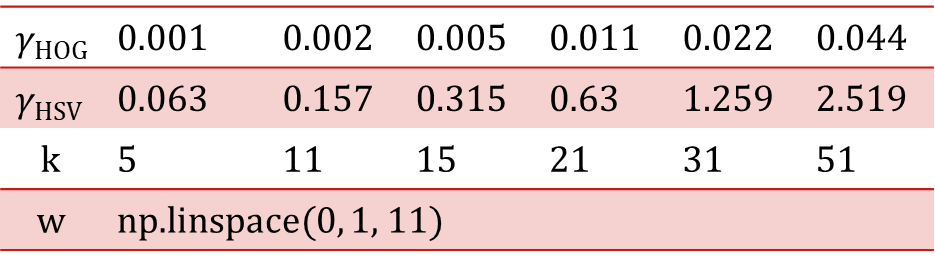 γHOG 0.001 0.002 0.005 0.011 0.022 0.044
γHSV 0.063 0.157 0.315 0.63 1.259 2.519
k 5 11 15 21 31 51
w np.linspace(0, 1, 11)